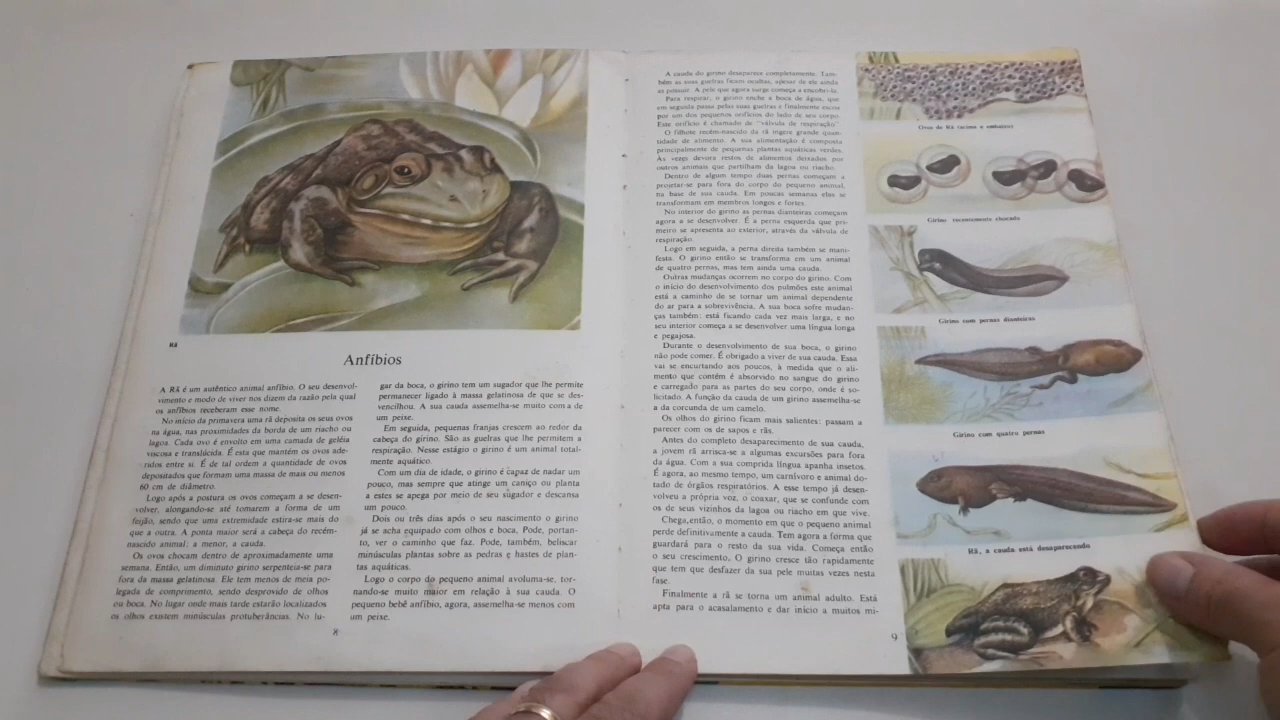 Rã
Anfíbios
A Rã é um autêntico animal anfíbio. O seu desenvol-
vimento e modo de viver nos dizem da razão pela qual
os anfíbios receberam esse nome.
No início da primavera uma rã deposita os seus ovos
na água, nas proximidades da borda de um riacho ou
lagoa. Cada ovo é envolto em uma camada de geléia
viscosa e translúcida. É esta que mantém os ovos ade-
ridos entre si. É de tal ordem a quantidade de ovos
depositados que formam uma massa de mais ou menos
60 cm de diâmetro.
Logo após a postura os ovos começam a se desen-
volver, alongando-se até tomarem a forma de um
feijão, sendo que uma extremidade estira-se mais do
que a outra. A ponta maior será a cabeça do recém-
nascido animal; a menor, a cauda.
Os ovos chocam dentro de aproximadamente uma
semana. Então, um diminuto girino serpenteia-se para
fora da massa gelatinosa. Ele tem menos de meia po-
legada de comprimento, sendo desprovido de olhos
ou boca. No lugar onde mais tarde estarão localizados
os olhos existem minúsculas protuberâncias. No lu-
gar da boca, o girino tem um sugador que lhe permite
permanecer ligado à massa gelatinosa de que se des-
vencilhou. A sua cauda assemelha-se muito com a de
um peixe.
Em seguida, pequenas franjas crescem ao redor da
cabeça do girino. São as guelras que lhe permitem a
respiração. Nesse estágio o girino é um animal total-
mente aquático.
Com um dia de idade, o girino é capaz de nadar um
pouco, mas sempre que atinge um caniço ou planta
a estes se apega por meio de seu sugador e descansa
um pouco.
Dois ou três dias após o seu nascimento o girino
já se acha equipado com olhos e boca. Pode, portan-
to, ver o caminho que faz. Pode, também, beliscar
minúsculas plantas sobre as pedras e hastes de plan-
tas aquáticas.
Logo o corpo do pequeno animal avoluma-se, tor-
nando-se muito maior em relação à sua cauda. O
pequeno bebê anfíbio, agora, assemelha-se menos com
um peixe.
8
A cauda do girino desaparece completamente. Tam-
bém as suas guelras ficam ocultas, apesar de ele ainda
as possuir. A pele que agora surge começa a encobri-la.
Para respirar, o girino enche a boca de água, que
em seguida passa pelas suas guelras e finalmente escoa
por um dos pequenos orifícios do lado de seu corpo.
Este orifício é chamado de "válvula de respiração"
O filhote recém-nascido da rã ingere grande quan-
tidade de alimento. A sua alimentação é composta
principalmente de pequenas plantas aquáticas verdes.
Às vezes devora restos de alimentos deixados por
outros animais que partilham da lagoa ou riacho.
Dentro de algum tempo duas pernas começam a
projetar-se para fora do corpo do pequeno animal,
na base de sua cauda. Em poucas semanas elas se
transformam em membros longos e fortes.
No interior do girino as pernas dianteiras começam
agora a se desenvolver. É a perna esquerda que pri-
meiro se apresenta ao exterior, através da válvula de
respiração.
Logo em seguida, a perna direita também se mani-
festa. O girino então se transforma em um animal
de quatro pernas, mas tem ainda uma cauda.
Outras mudanças ocorrem no corpo do girino. Com
o início do desenvolvimento dos pulmões este animal
está a caminho de se tornar um animal dependente
do ar para a sobrevivência. A sua boca sofre mudan-
ças também: está ficando cada vez mais larga, e no
seu interior começa a se desenvolver uma língua longa
e pegajosa.
Durante o desenvolvimento de sua boca, o girino
não pode comer. É obrigado a viver de sua cauda. Essa
vai se encurtando aos poucos, à medida que o ali-
mento que contém é absorvido no sangue do girino
e carregado para as partes do seu corpo, onde é so-
licitado. A função da cauda de um girino assemelha-se
a da corcunda de um camelo.
Os olhos do girino ficam mais salientes: passam a
parecer com os de sapos e rãs.
Antes do completo desaparecimento de sua cauda,
a jovem rã arrisca-se a algumas excursões para fora
da água. Com a sua comprida língua apanha insetos.
É agora, ao mesmo tempo, um carnívoro e animal do-
tado de órgãos respiratórios. A esse tempo já desen-
volveu a própria voz, o coaxar, que se confunde com
os de seus vizinhos da lagoa ou riacho em que vive.
Chega,então, o momento em que o pequeno animal
perde definitivamente a cauda. Tem agora a forma que
guardará para o resto da sua vida. Começa então
o seu crescimento. O girino cresce tão rapidamente
que tem que desfazer da sua pele muitas vezes nesta
fase.
Finalmente a rã se torna um animal adulto. Está
apta para o acasalamento e dar início a muitos mi-
9
Ovos de Rã (acima e embaixo)
Girino recentemente chocado
Girino com pernas dianteiras
Girino com quatro pernas
Rã, a cauda está desaparecendo